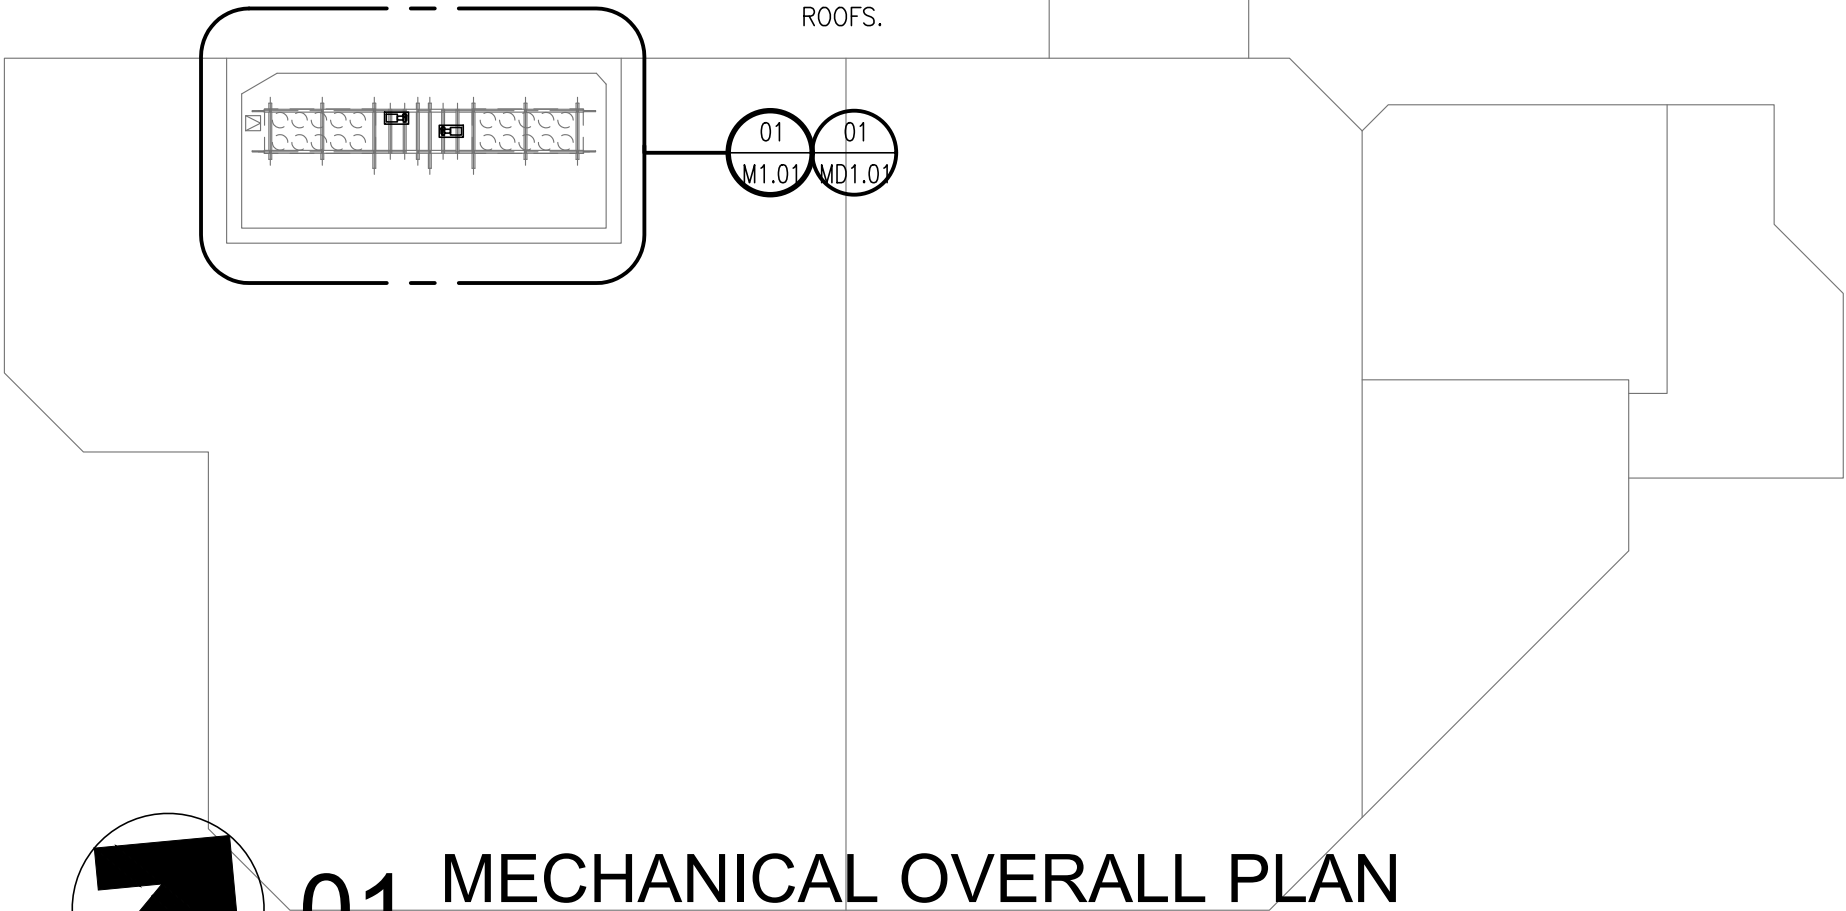 ROOFS.
01 01
M1.01 MD1.01
01 MECHANICAL OVERALL PLAN